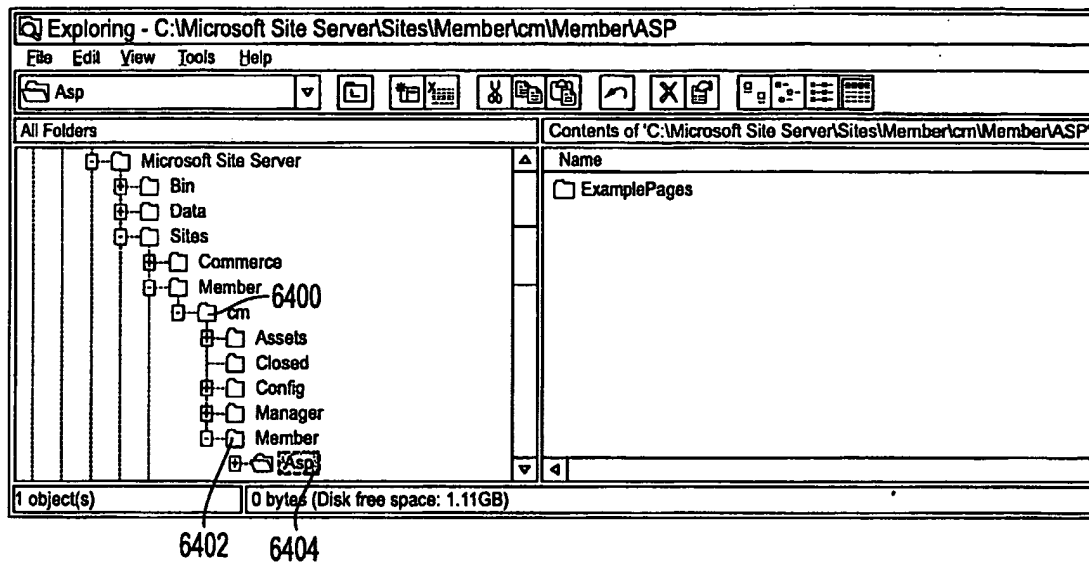 Exploring - C:\Microsoft Site Server\Sites\Member\cm\Member\ASP
File Edit View Tools Help
Asp
All Folders
Contents of 'C:\Microsoft Site Server\Sites\Member\cm\Member\ASP'
Name
Microsoft Site Server
Bin
Data
Sites
Commerce
Member
6400
cm
Assets
Closed
Config
Manager
Member
Asp
ExamplePages
1 object(s)
0 bytes (Disk free space: 1.11GB)
6402
6404